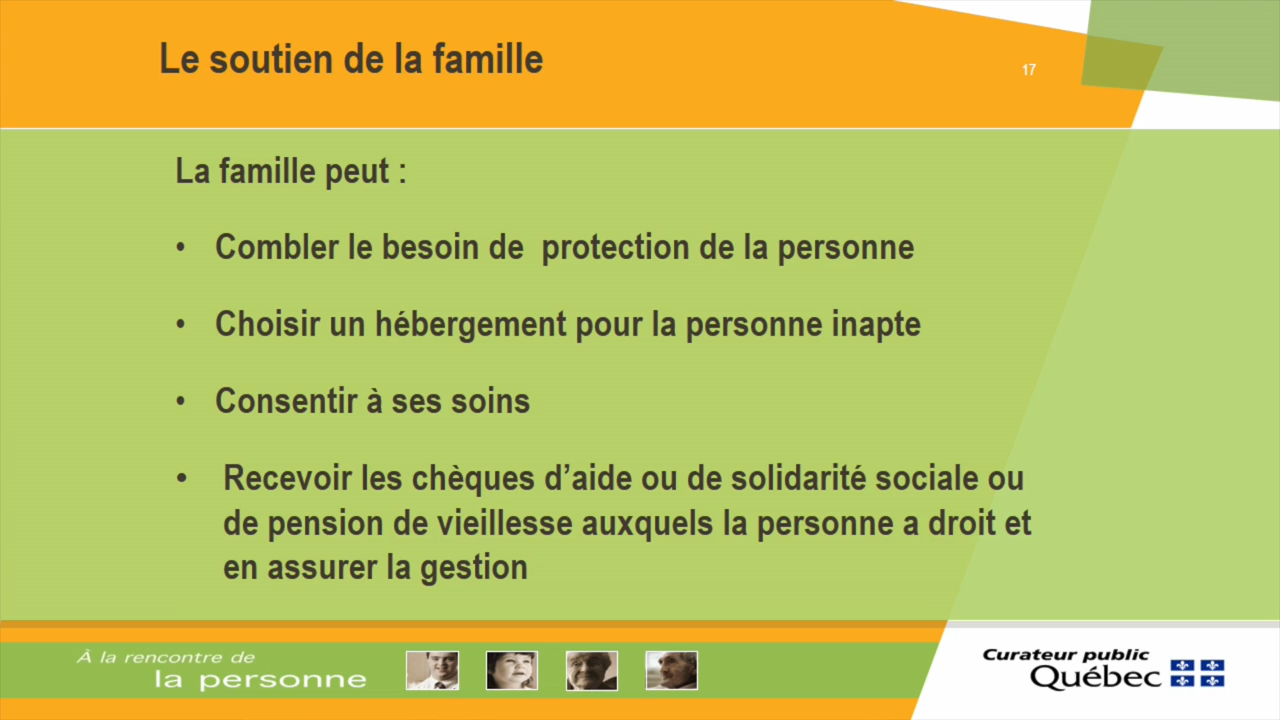 Le soutien de la famille
17
La famille peut :
• Combler le besoin de protection de la personne
• Choisir un hébergement pour la personne inapte
• Consentir à ses soins
• Recevoir les chèques d’aide ou de solidarité sociale ou
de pension de vieillesse auxquels la personne a droit et
en assurer la gestion
À la rencontre de
la personne
Curateur public
Québec